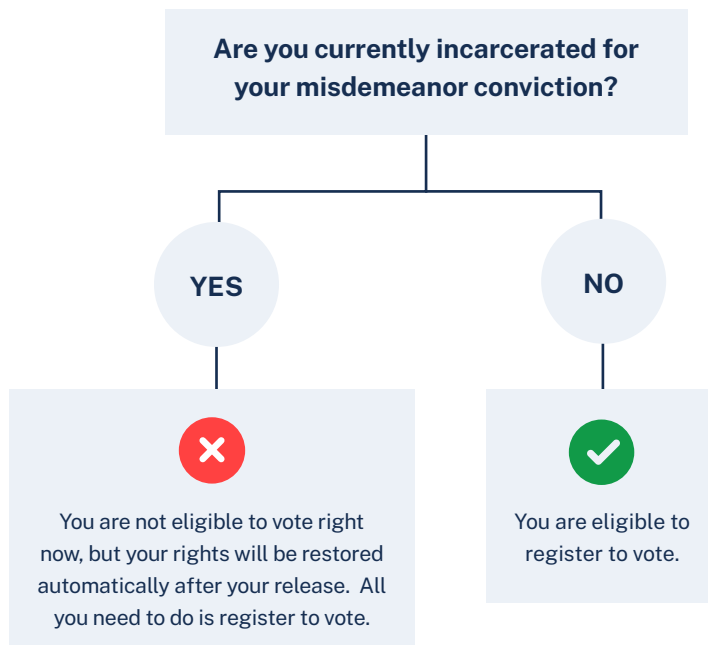 Are you currently incarcerated for
your misdemeanor conviction?
YES
NO
You are not eligible to vote right
now, but your rights will be restored
automatically after your release.  All
you need to do is register to vote.
You are eligible to
register to vote.